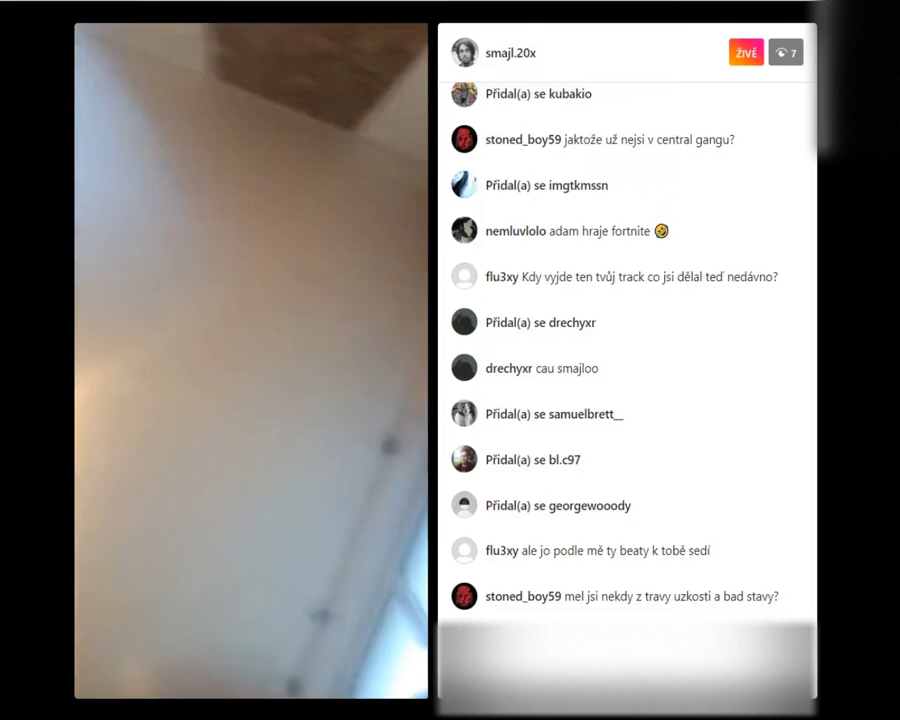 smajl.20x
ŽIVĚ
7
Přidal(a) se kubakio
stoned_boy59 jaktože už nejsi v central gangu?
Přidal(a) se imgtkmssn
nemluvlolo adam hraje fortnite 🤣
flu3xy Kdy vyjde ten tvůj track co jsi dělal teď nedávno?
Přidal(a) se drechyxr
drechyxr cau smajloo
Přidal(a) se samuelbrett__
Přidal(a) se bl.c97
Přidal(a) se georgewooody
flu3xy ale jo podle mě ty beaty k tobě sedí
stoned_boy59 mel jsi nekdy z travy uzkosti a bad stavy?